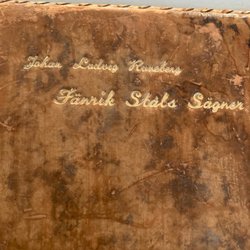 Johan Ludvig Runeberg
Fänrik Ståls Sägner